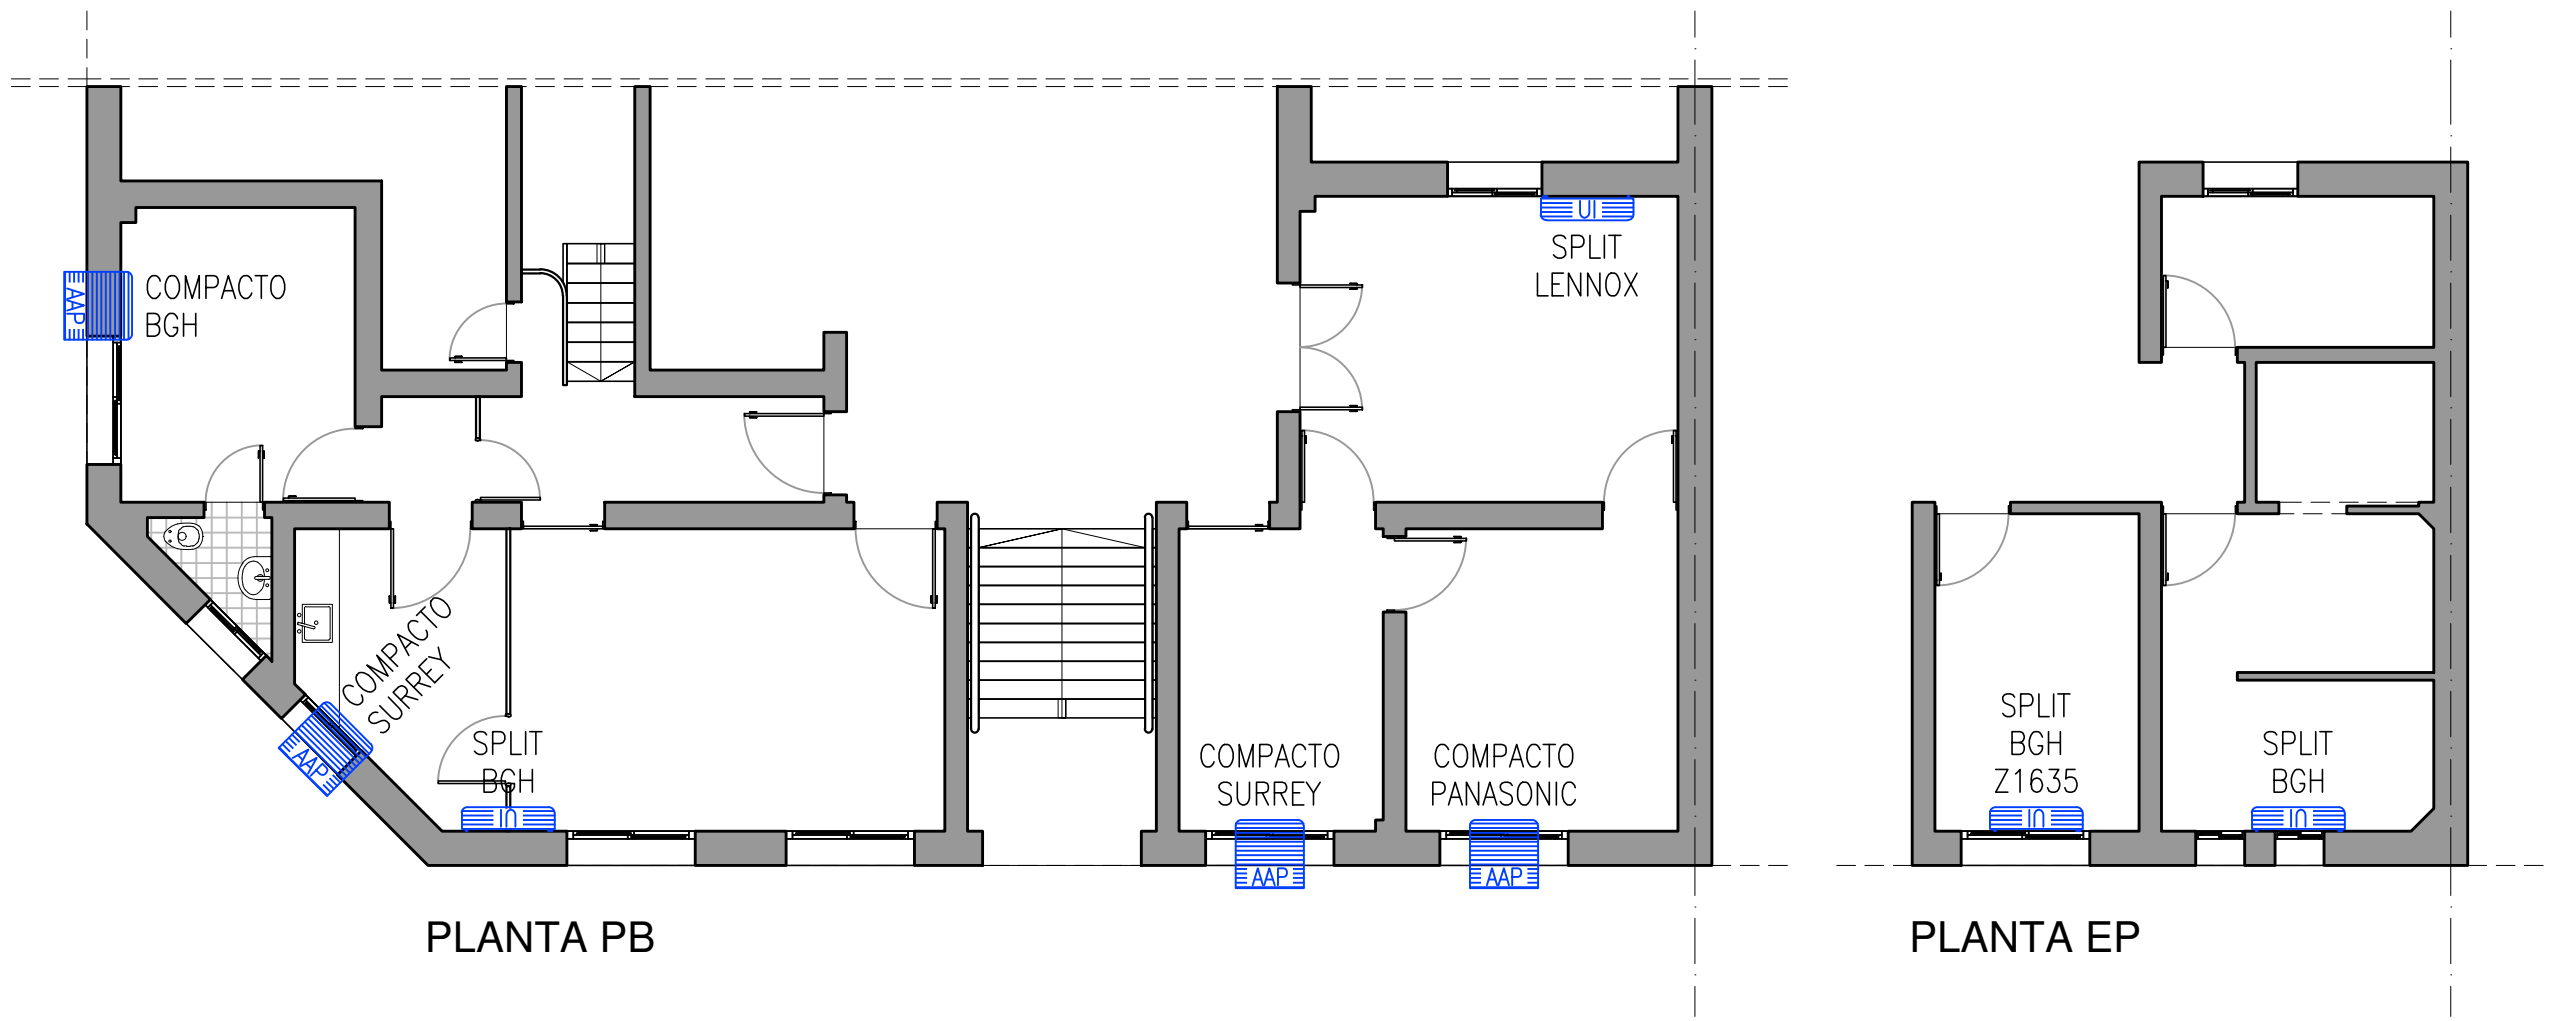 AAP
COMPACTO
BGH
UI
SPLIT
LENNOX
COMPACTO
SURREY
AAP
SPLIT
BGH
UI
COMPACTO
SURREY
AAP
COMPACTO
PANASONIC
AAP
SPLIT
BGH
Z1635
UI
SPLIT
BGH
UI
PLANTA PB
PLANTA EP